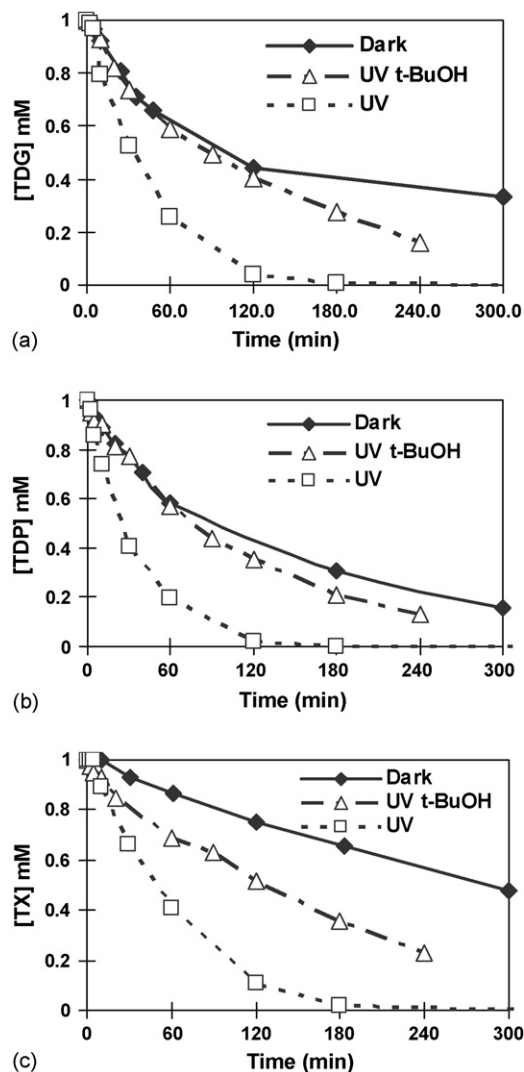 1
0.8
0.6
0.4
0.2
0
[TDG] mM
Dark
UV t-BuOH
UV
0.0 60.0 120.0 180.0 240.0 300.0
Time (min)
(a)
1
0.8
0.6
0.4
0.2
0
[TDP] mM
Dark
UV t-BuOH
UV
0 60 120 180 240 300
Time (min)
(b)
1
0.8
0.6
0.4
0.2
0
[TX] mM
Dark
UV t-BuOH
UV
0 60 120 180 240 300
Time (min)
(c)